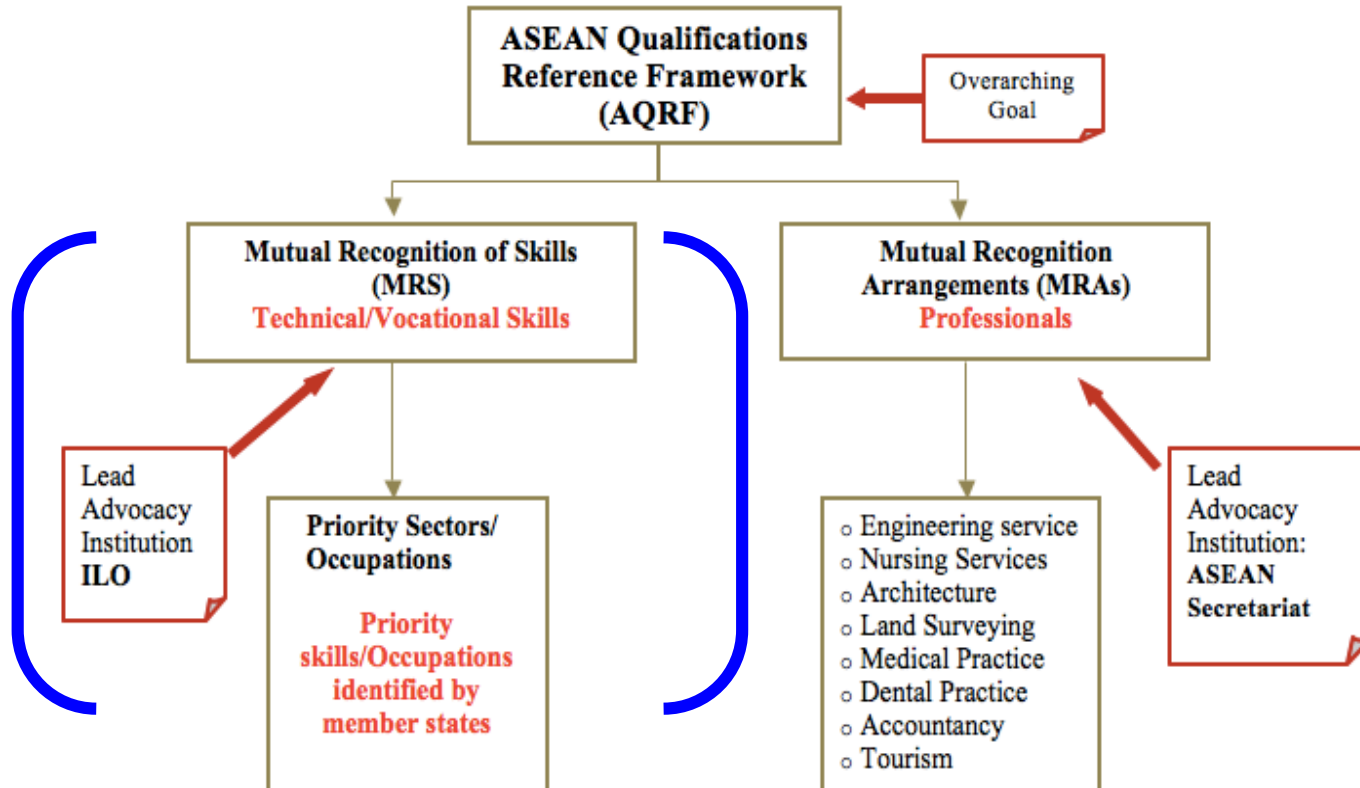 ASEAN Qualifications
Reference Framework
(AQRF)
Overarching
Goal
Mutual Recognition of Skills
(MRS)
Technical/Vocational Skills
Mutual Recognition
Arrangements (MRAs)
Professionals
Lead
Advocacy
Institution
ILO
Priority Sectors/
Occupations
Priority
skills/Occupations
identified by
member states
o Engineering service
o Nursing Services
o Architecture
o Land Surveying
o Medical Practice
o Dental Practice
o Accountancy
o Tourism
Lead
Advocacy
Institution:
ASEAN
Secretariat